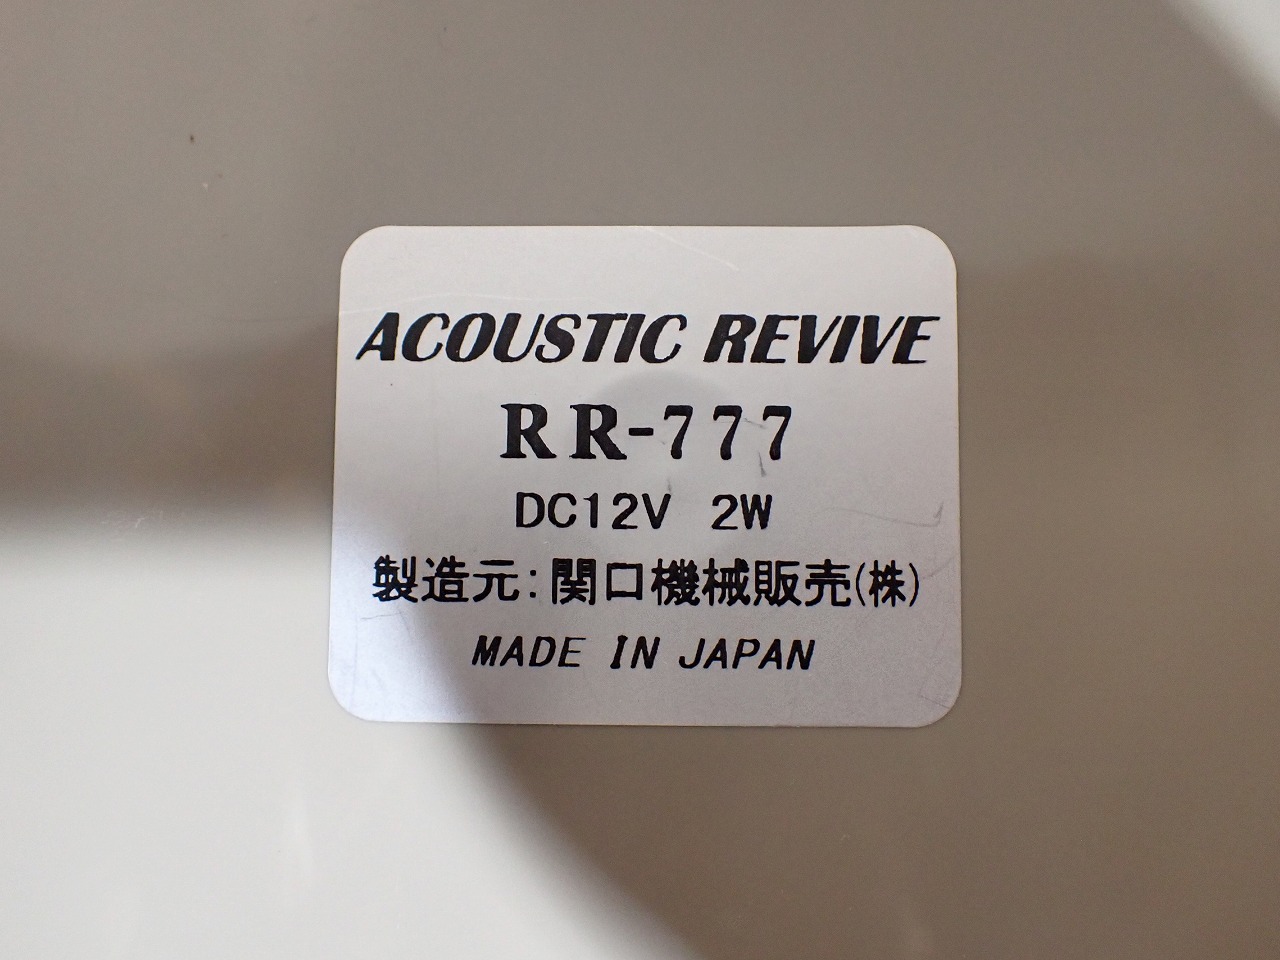 ACOUSTIC REVIVE
RR-777
DC12V 2W
製造元:関口機械販売(株)
MADE IN JAPAN